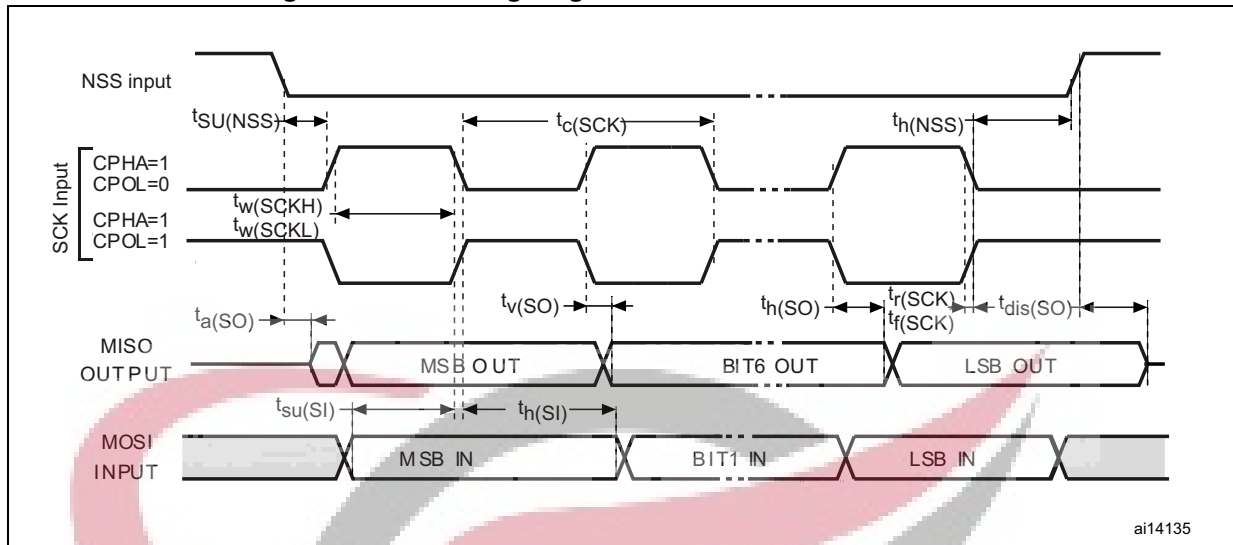 NSS input
tSU(NSS)
tc(SCK)
th(NSS)
SCK Input
CPHA=1
CPOL=0
tw(SCKH)
CPHA=1
tw(SCKL)
CPOL=1
ta(SO)
tv(SO)
th(SO)
tr(SCK)
tf(SCK)
tdis(SO)
MISO
OUTPUT
MSB OUT
BIT6 OUT
LSB OUT
tsu(SI)
th(SI)
MOSI
INPUT
MSB IN
BIT1 IN
LSB IN
ai14135